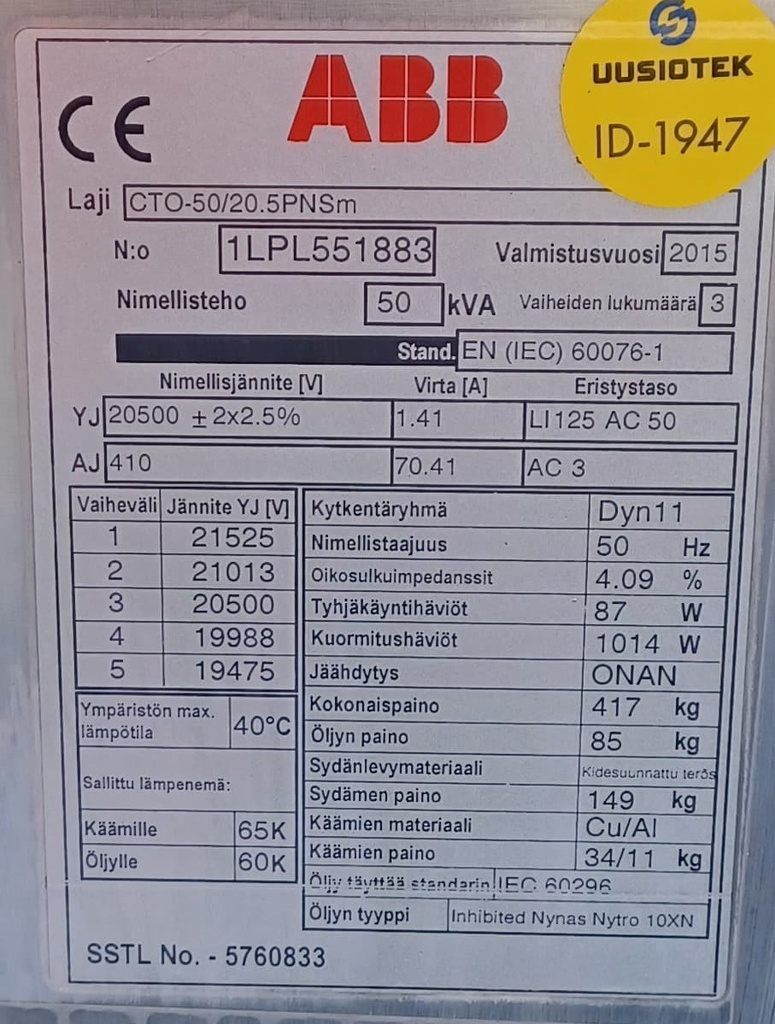 ABB
UUSIOTEK
ID-1947
CE
Laji CTO-50/20.5PNSm
N:o 1LPL551883 Valmistusvuosi 2015
Nimellisteho 50 kVA Vaiheiden lukumäärä 3
Stand. EN (IEC) 60076-1
Nimellisjännite [V] Virta [A] Eristystaso
YJ 20500 ±2x2.5% 1.41 LI125 AC 50
AJ 410 70.41 AC 3
Vaiheväli Jännite YJ [V]
1 21525
2 21013
3 20500
4 19988
5 19475
Ympäristön max. lämpötila 40°C
Sallittu lämpenemä:
Käämille 65K
Öljylle 60K
Kytkentäryhmä Dyn11
Nimellistaajuus 50 Hz
Oikosulkuimpedanssit 4.09 %
Tyhjäkäyntihäviöt 87 W
Kuormitushäviöt 1014 W
Jäähdytys ONAN
Kokonaispaino 417 kg
Öljyn paino 85 kg
Sydänlevymateriaali Kidesuunnattu teräs
Sydämen paino 149 kg
Käämien materiaali Cu/Al
Käämien paino 34/11 kg
Öljy täyttää standarin IEC 60296
Öljyn tyyppi Inhibited Nynas Nytro 10XN
SSTL No. - 5760833